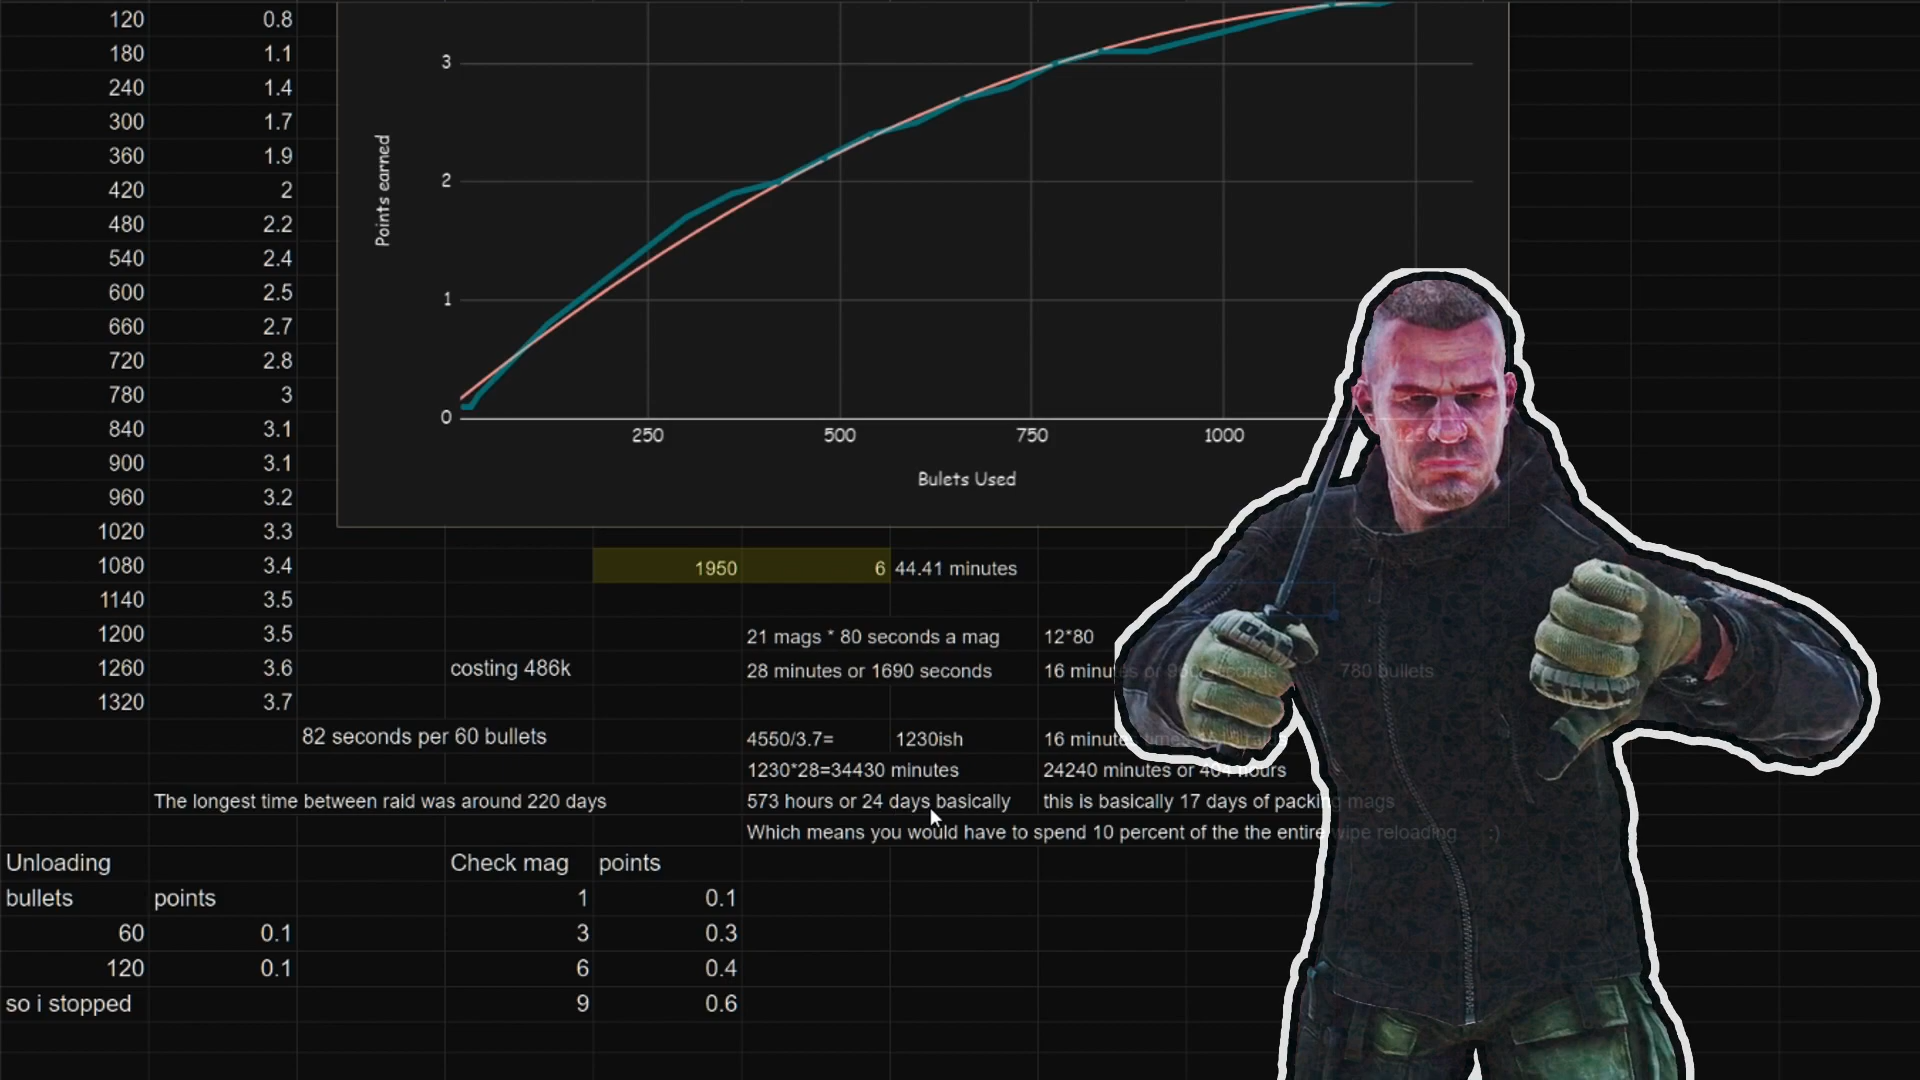 120 0.8
180 1.1
240 1.4
300 1.7
360 1.9
420 2
480 2.2
540 2.4
600 2.5
660 2.7
720 2.8
780 3
840 3.1
900 3.1
960 3.2
1020 3.3
1080 3.4
1140 3.5
1200 3.5
1260 3.6
1320 3.7
Points earned
3
2
1
0
250 500 750 1000
Bulets Used
1950 6 44.41 minutes
21 mags * 80 seconds a mag 12*80
costing 486k 28 minutes or 1690 seconds 16 minutes or 960 seconds 780 bullets
82 seconds per 60 bullets 4550/3.7= 1230ish 16 minutes times
1230*28=34430 minutes 24240 minutes or 404 hours
The longest time between raid was around 220 days 573 hours or 24 days basically this is basically 17 days of packing mags
Which means you would have to spend 10 percent of the the entire wipe reloading :)
Unloading Check mag points
bullets points 1 0.1
60 0.1 3 0.3
120 0.1 6 0.4
so i stopped 9 0.6